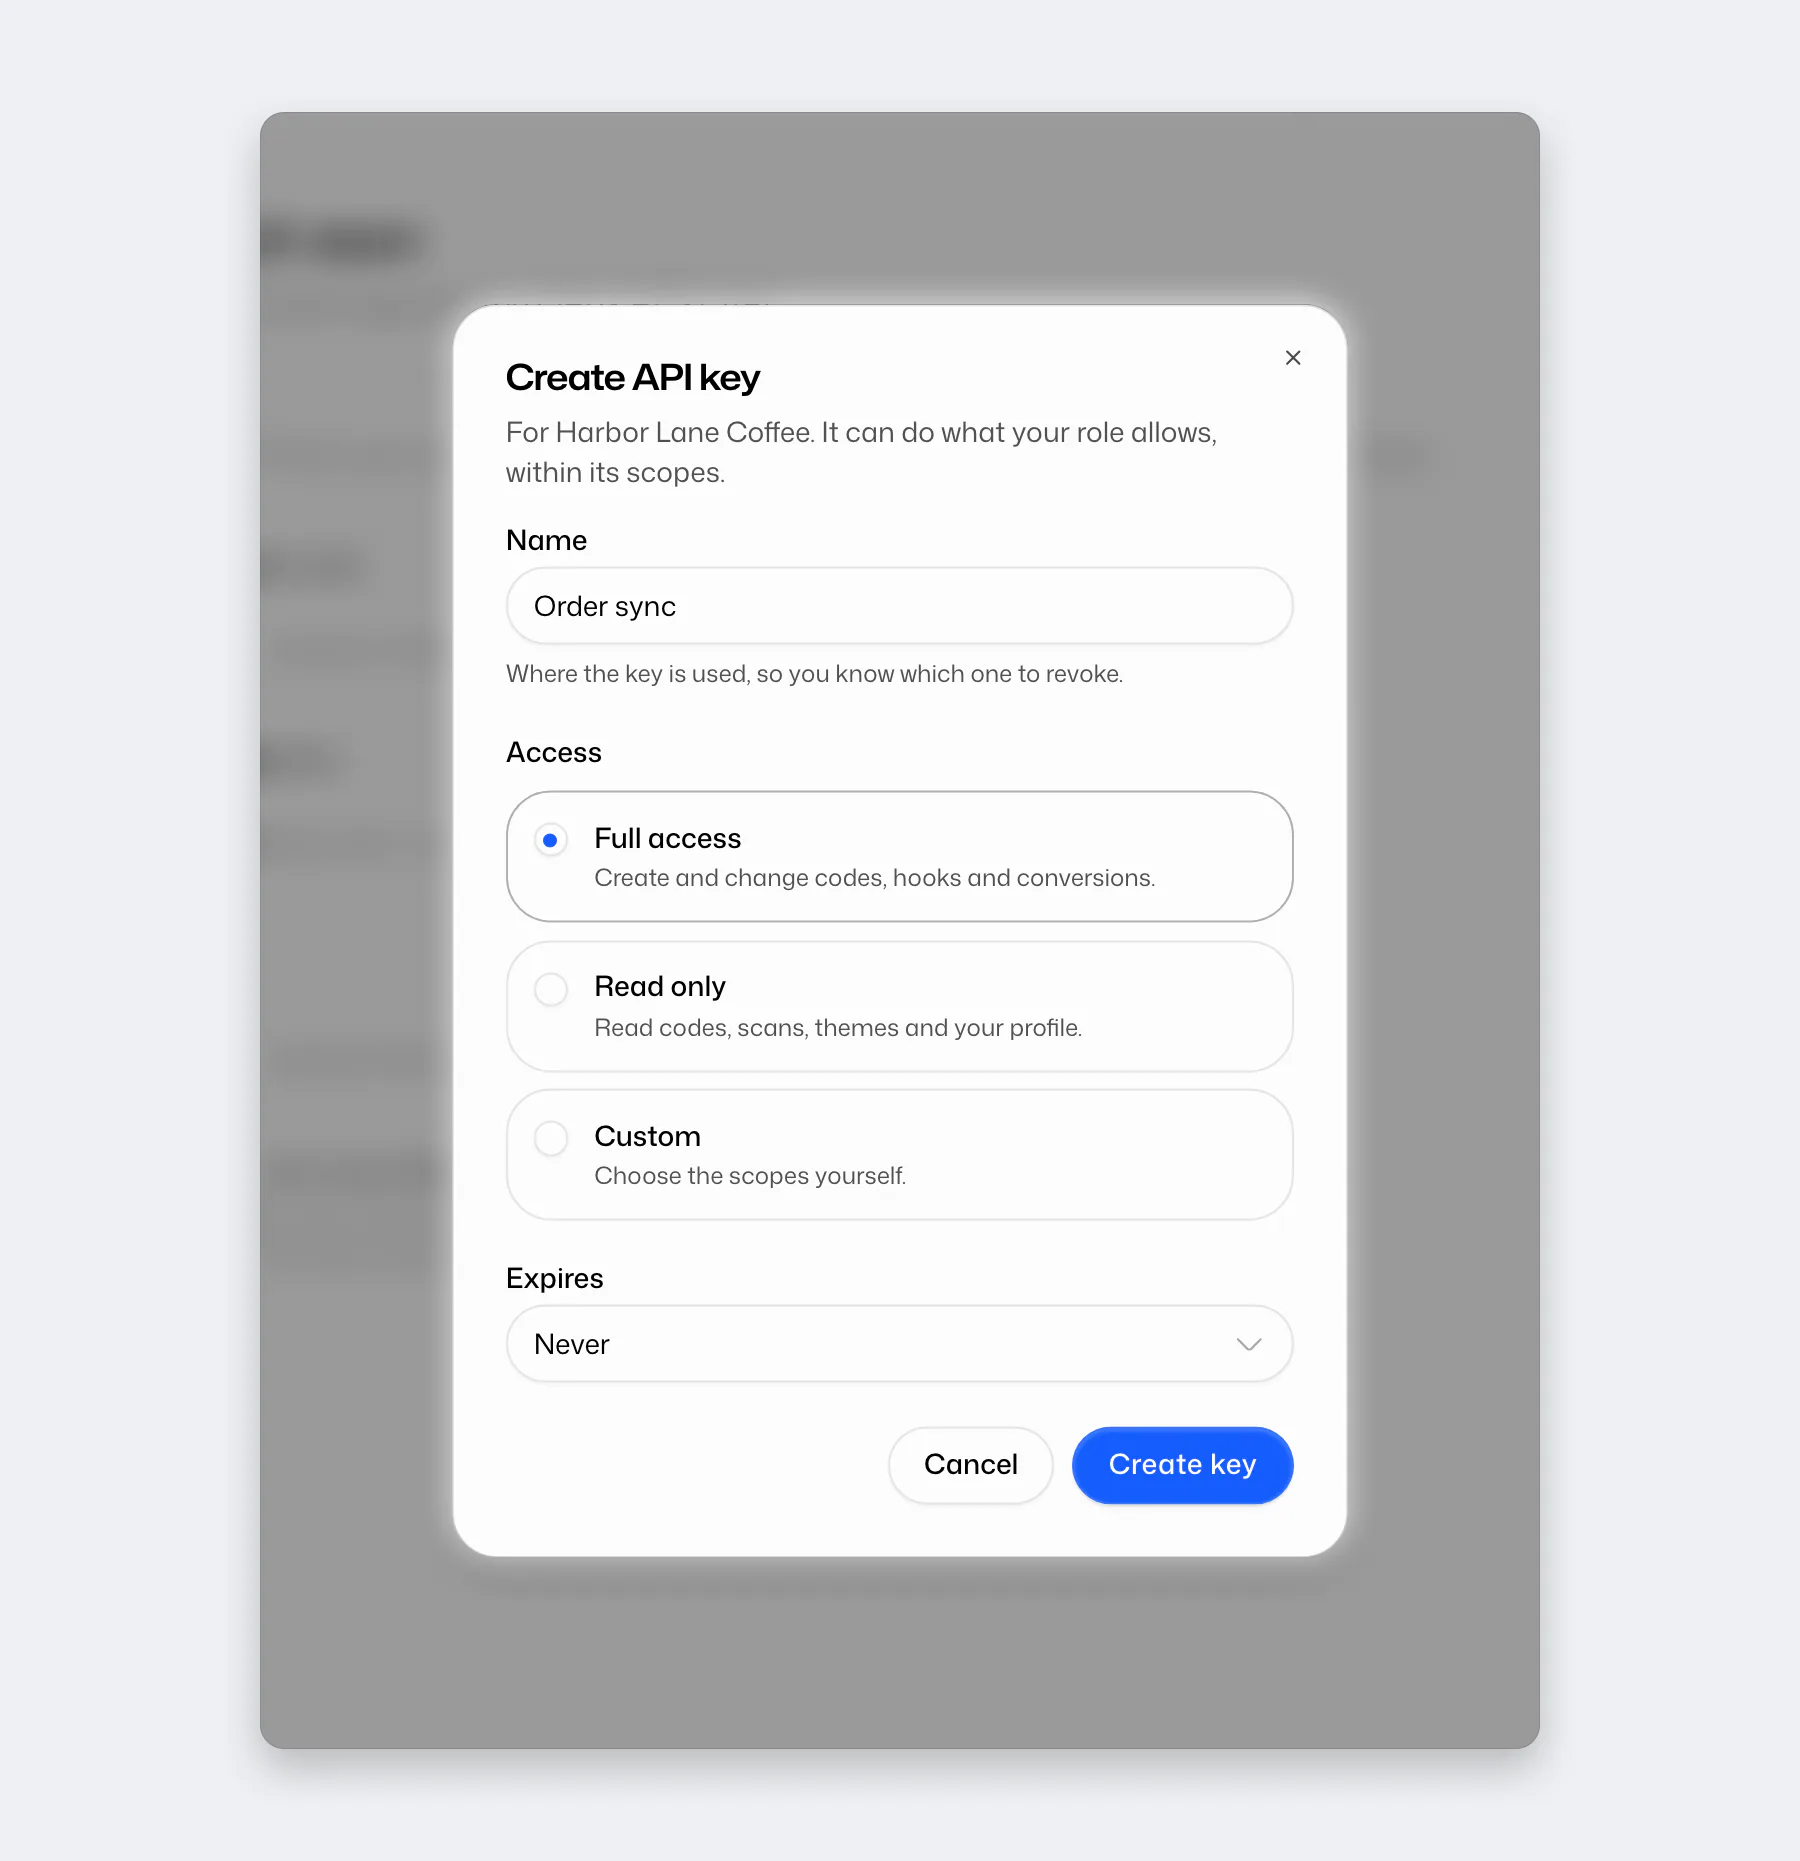 Create API key
For Harbor Lane Coffee. It can do what your role allows,
within its scopes.
Name
Order sync
Where the key is used, so you know which one to revoke.
Access
Full access
Create and change codes, hooks and conversions.
Read only
Read codes, scans, themes and your profile.
Custom
Choose the scopes yourself.
Expires
Never
Cancel
Create key